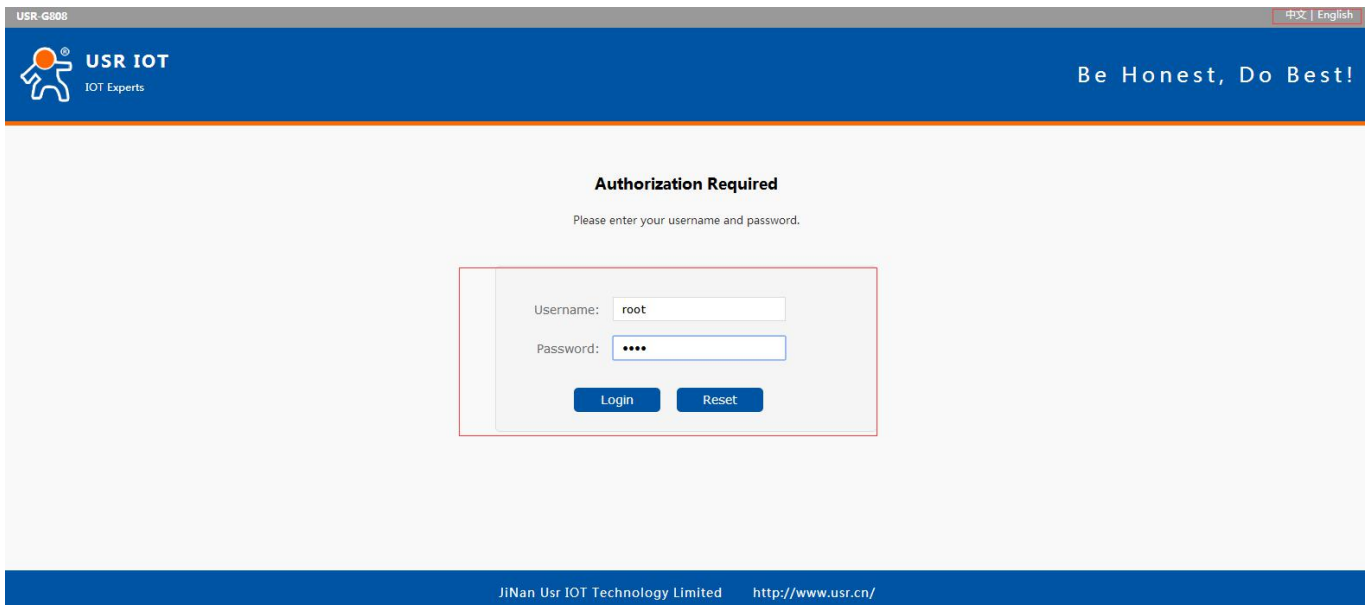 USR-G808
中文 | English
®
USR IOT
IOT Experts
Be Honest, Do Best!
Authorization Required
Please enter your username and password.
Username: root
Password: ••••
Login Reset
JiNan Usr IOT Technology Limited http://www.usr.cn/